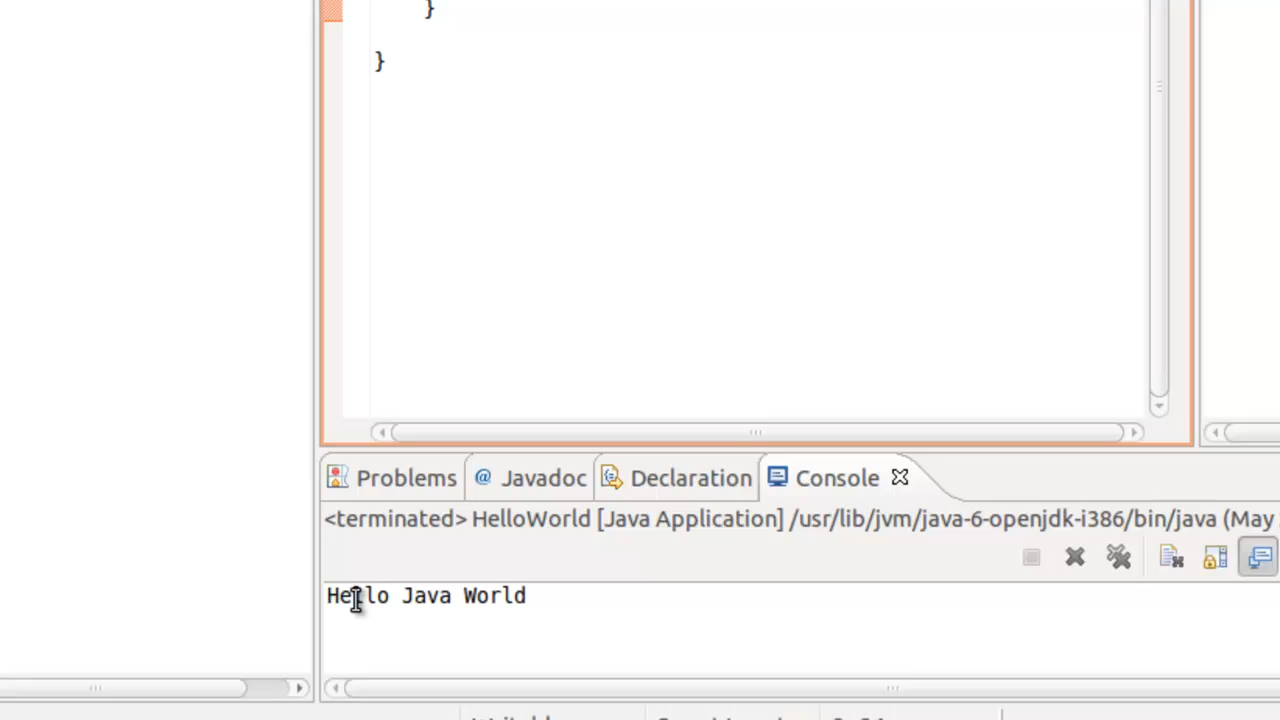 }
}
Problems @ Javadoc Declaration Console
<terminated> HelloWorld [Java Application] /usr/lib/jvm/java-6-openjdk-i386/bin/java (May
Hello Java World